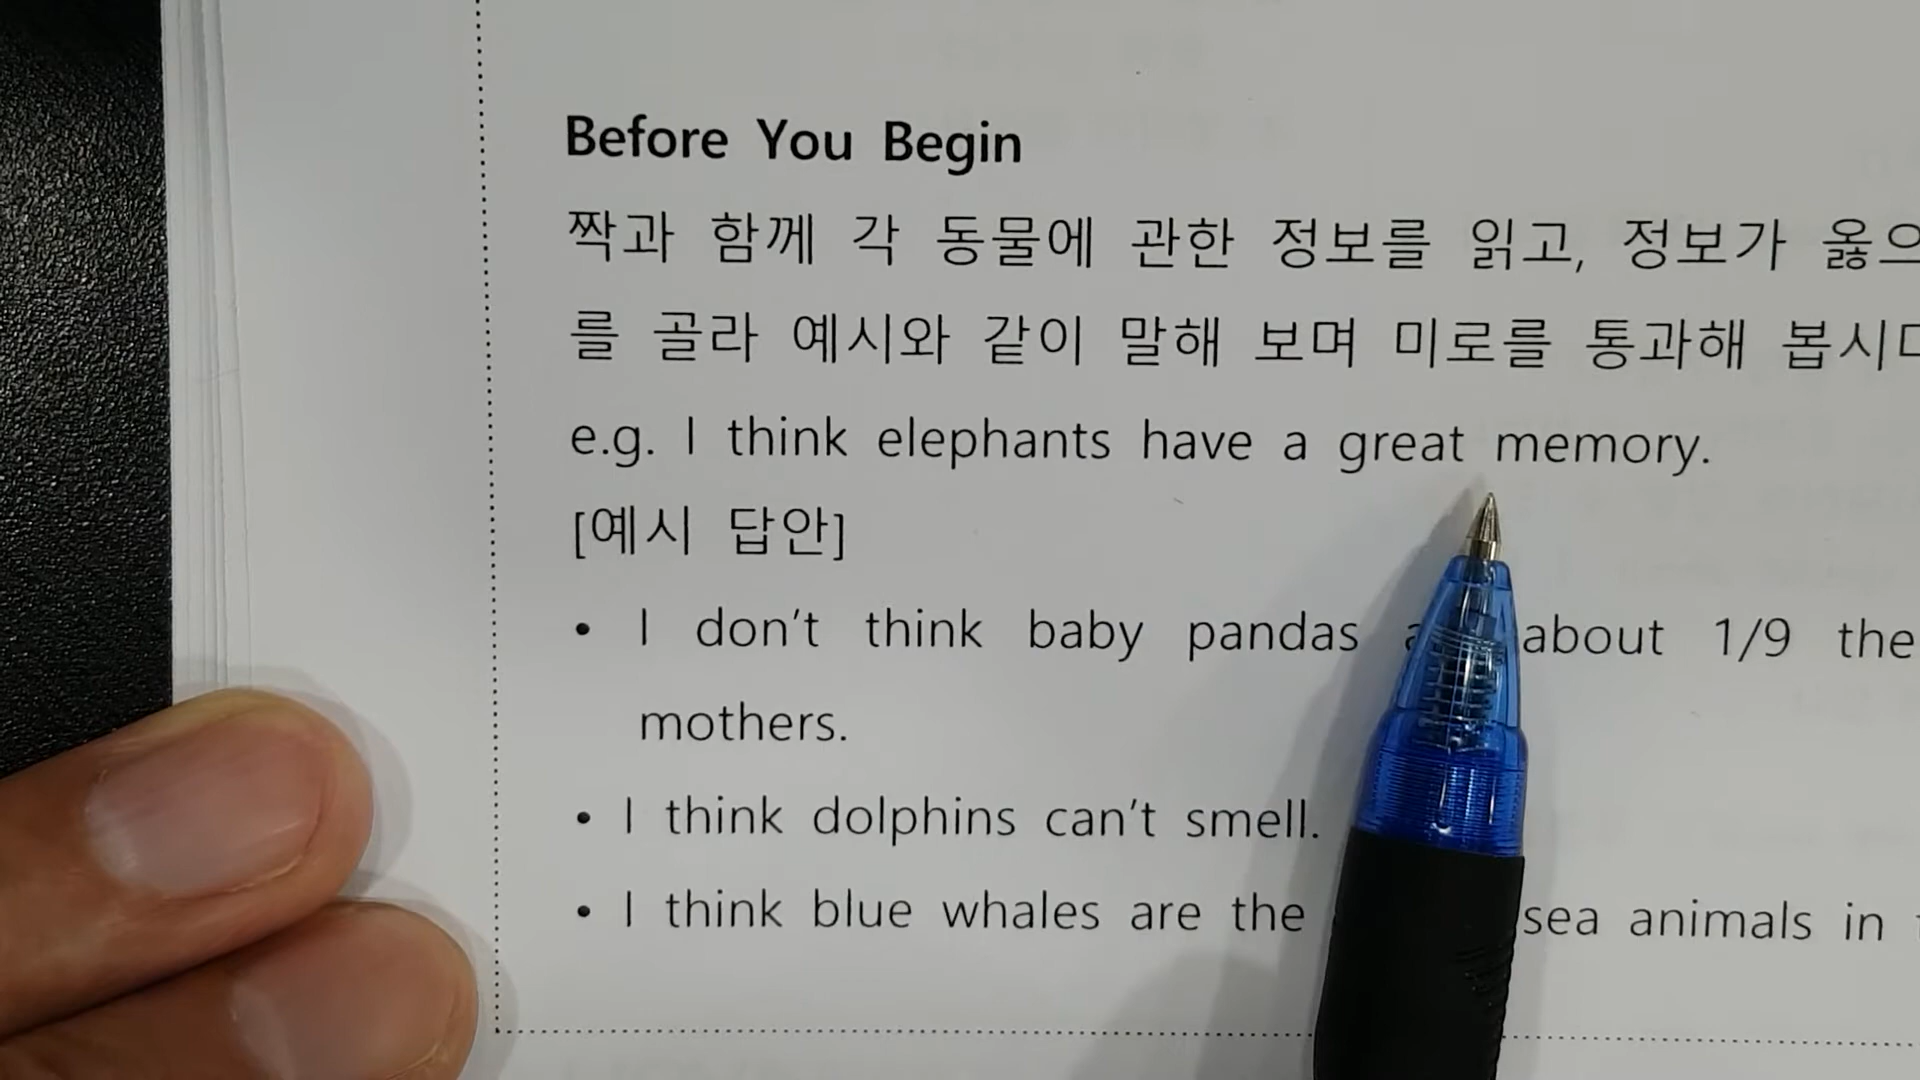 Before You Begin
짝과 함께 각 동물에 관한 정보를 읽고, 정보가 옳으
를 골라 예시와 같이 말해 보며 미로를 통과해 봅시다
e.g. I think elephants have a great memory.
[예시 답안]
• I don't think baby pandas about 1/9 the
mothers.
• I think dolphins can't smell.
• I think blue whales are the sea animals in